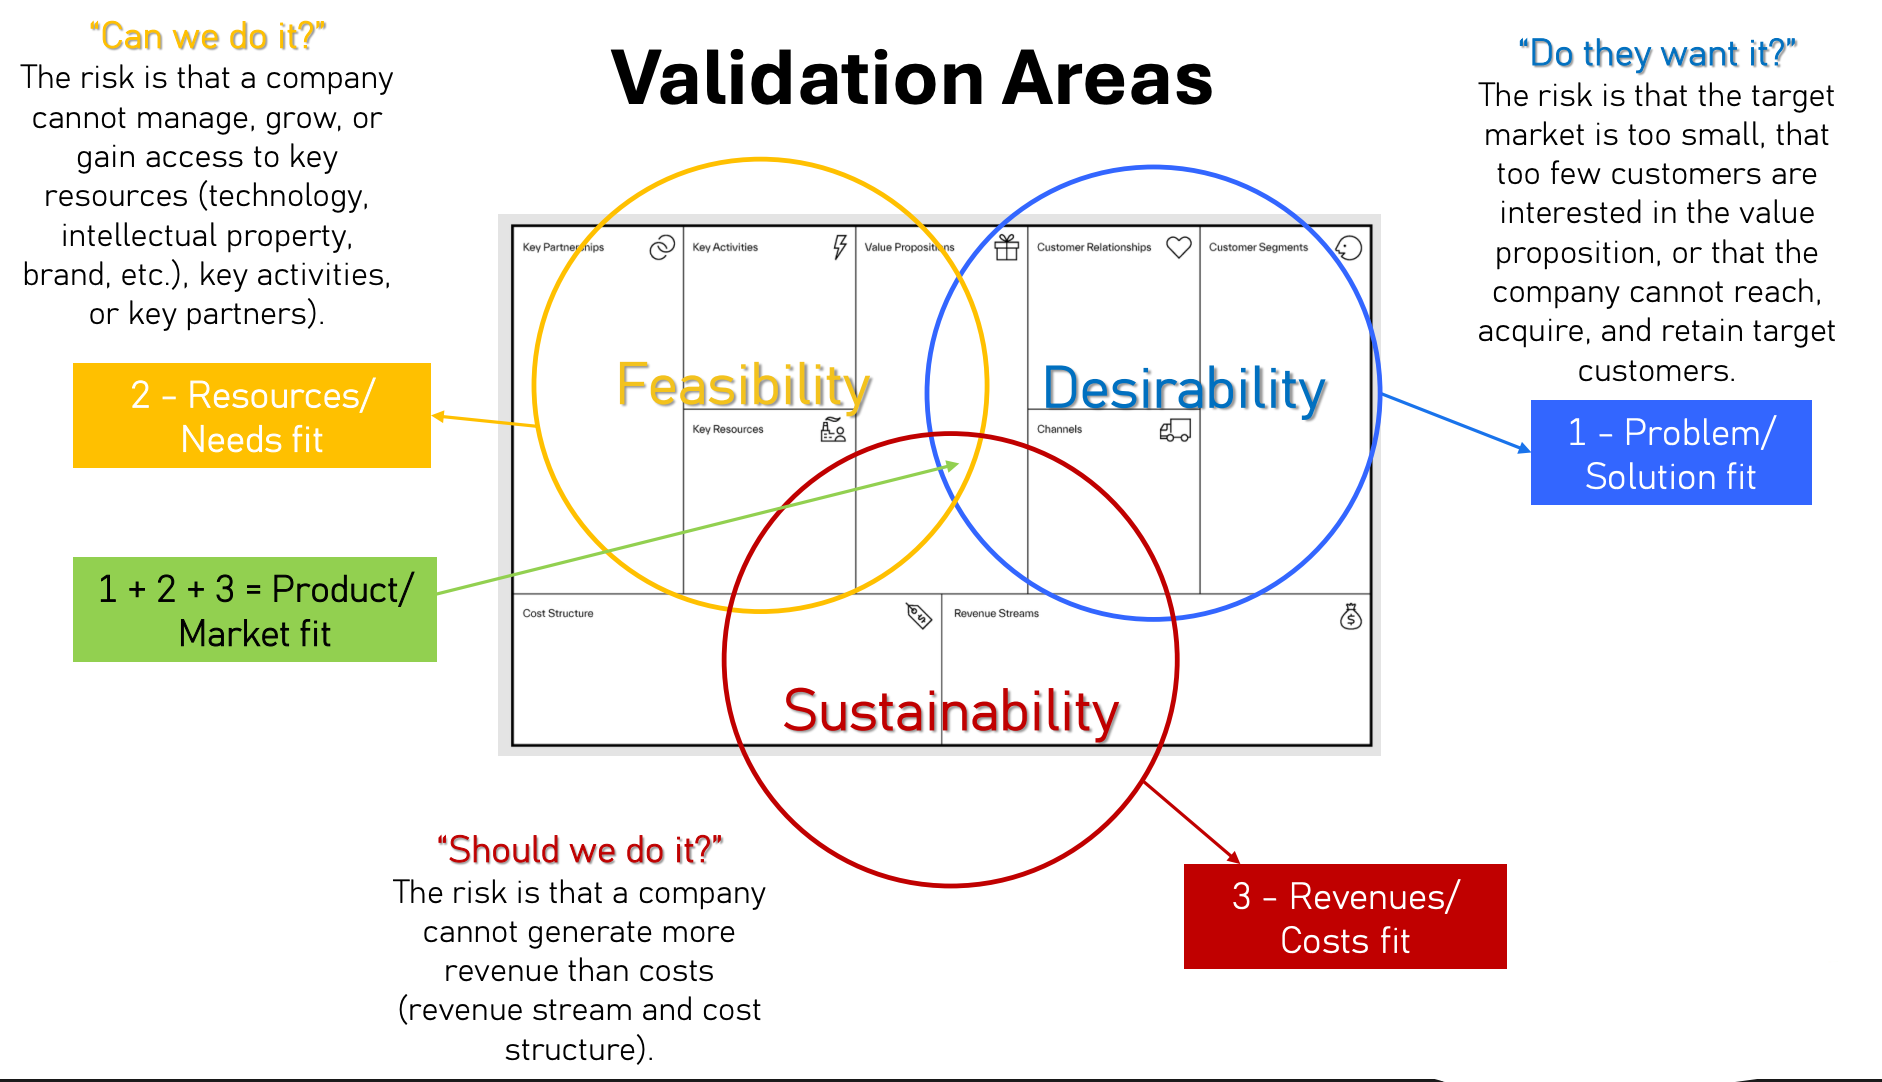 Validation Areas
“Can we do it?”
The risk is that a company
cannot manage, grow, or
gain access to key
resources (technology,
intellectual property,
brand, etc.), key activities,
or key partners).
2 - Resources/
Needs fit
1 + 2 + 3 = Product/
Market fit
“Do they want it?”
The risk is that the target
market is too small, that
too few customers are
interested in the value
proposition, or that the
company cannot reach,
acquire, and retain target
customers.
1 - Problem/
Solution fit
Key Partnerships
Key Activities
Value Propositions
Customer Relationships
Customer Segments
Feasibility
Desirability
Key Resources
Channels
Cost Structure
Revenue Streams
Sustainability
“Should we do it?”
The risk is that a company
cannot generate more
revenue than costs
(revenue stream and cost
structure).
3 - Revenues/
Costs fit